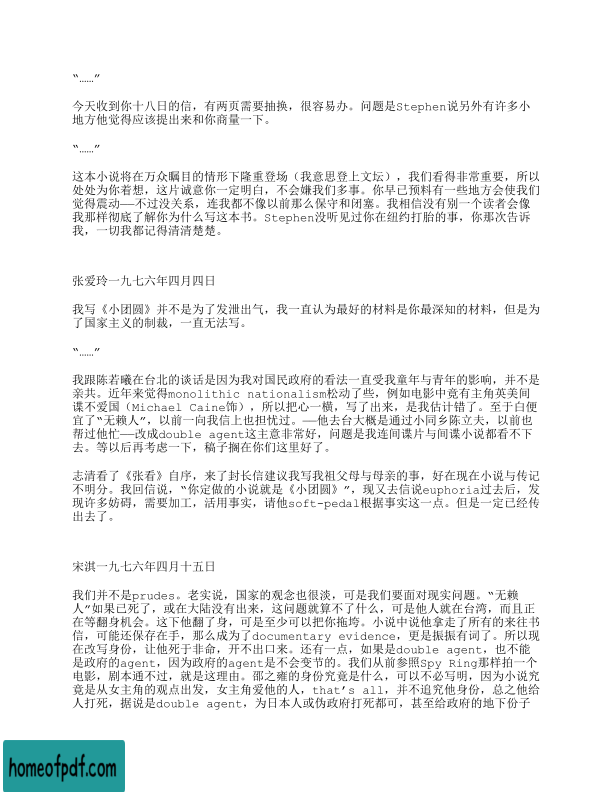 “……”
今天收到你十八日的信，有两页需要抽换，很容易办。问题是Stephen说另外有许多小
地方他觉得应该提出来和你商量一下。
“……”
这本小说将在万众瞩目的情形下隆重登场（我意思登上文坛），我们看得非常重要，所以
处处为你着想，这片诚意你一定明白，不会嫌我们多事。你早已预料有一些地方会使我们
觉得震动——不过没关系，连我都不像以前那么保守和闭塞。我相信没有别一个读者会像
我那样彻底了解你为什么写这本书。Stephen没听见过你在纽约打胎的事，你那次告诉
我，一切我都记得清清楚楚。
张爱玲一九七六年四月四日
我写《小团圆》并不是为了发泄出气，我一直认为最好的材料是你最深知的材料，但是为
了国家主义的制裁，一直无法写。
“……”
我跟陈若曦在台北的谈话是因为我对国民政府的看法一直受我童年与青年的影响，并不是
亲共。近年来觉得monolithic nationalism松动了些，例如电影中竟有主角英美间
谍不爱国（Michael Caine饰），所以把心一横，写了出来，是我估计错了。至于白便
宜了“无赖人”，以前一向我信上也担忧过。——他去台大概是通过小同乡陈立夫，以前也
帮过他忙——改成double agent这主意非常好，问题是我连间谍片与间谍小说都看不下
去。等以后再考虑一下，稿子搁在你们这里好了。
志清看了《张看》自序，来了封长信建议我写我祖父母与母亲的事，好在现在小说与传记
不明分。我回信说，“你定做的小说就是《小团圆》”，现又去信说euphoria过去后，发
现许多妨碍，需要加工，活用事实，请他soft-pedal根据事实这一点。但是一定已经传
出去了。
宋淇一九七六年四月十五日
我们并不是prudes。老实说，国家的观念也很淡，可是我们要面对现实问题。“无赖
人”如果已死了，或在大陆没有出来，这问题就算不了什么，可是他人就在台湾，而且正
在等翻身机会。这下他翻了身，可是至少可以把你拖垮。小说中说他拿走了所有的来往书
信，可能还保存在手，那么成为了documentary evidence，更是振振有词了。所以现
在改写身份，让他死于非命，开不出口来。还有一点，如果是double agent，也不能
是政府的agent，因为政府的agent是不会变节的。我们从前参照Spy Ring那样拍一个
电影，剧本通不过，就是这理由。邵之雍的身份究竟是什么，可以不必写明，因为小说究
竟是从女主角的观点出发，女主角爱他的人，that’s all，并不追究他身份，总之他给
人打死，据说是double agent，为日本人或伪政府打死都可，甚至给政府的地下份子
homeofpdf.com